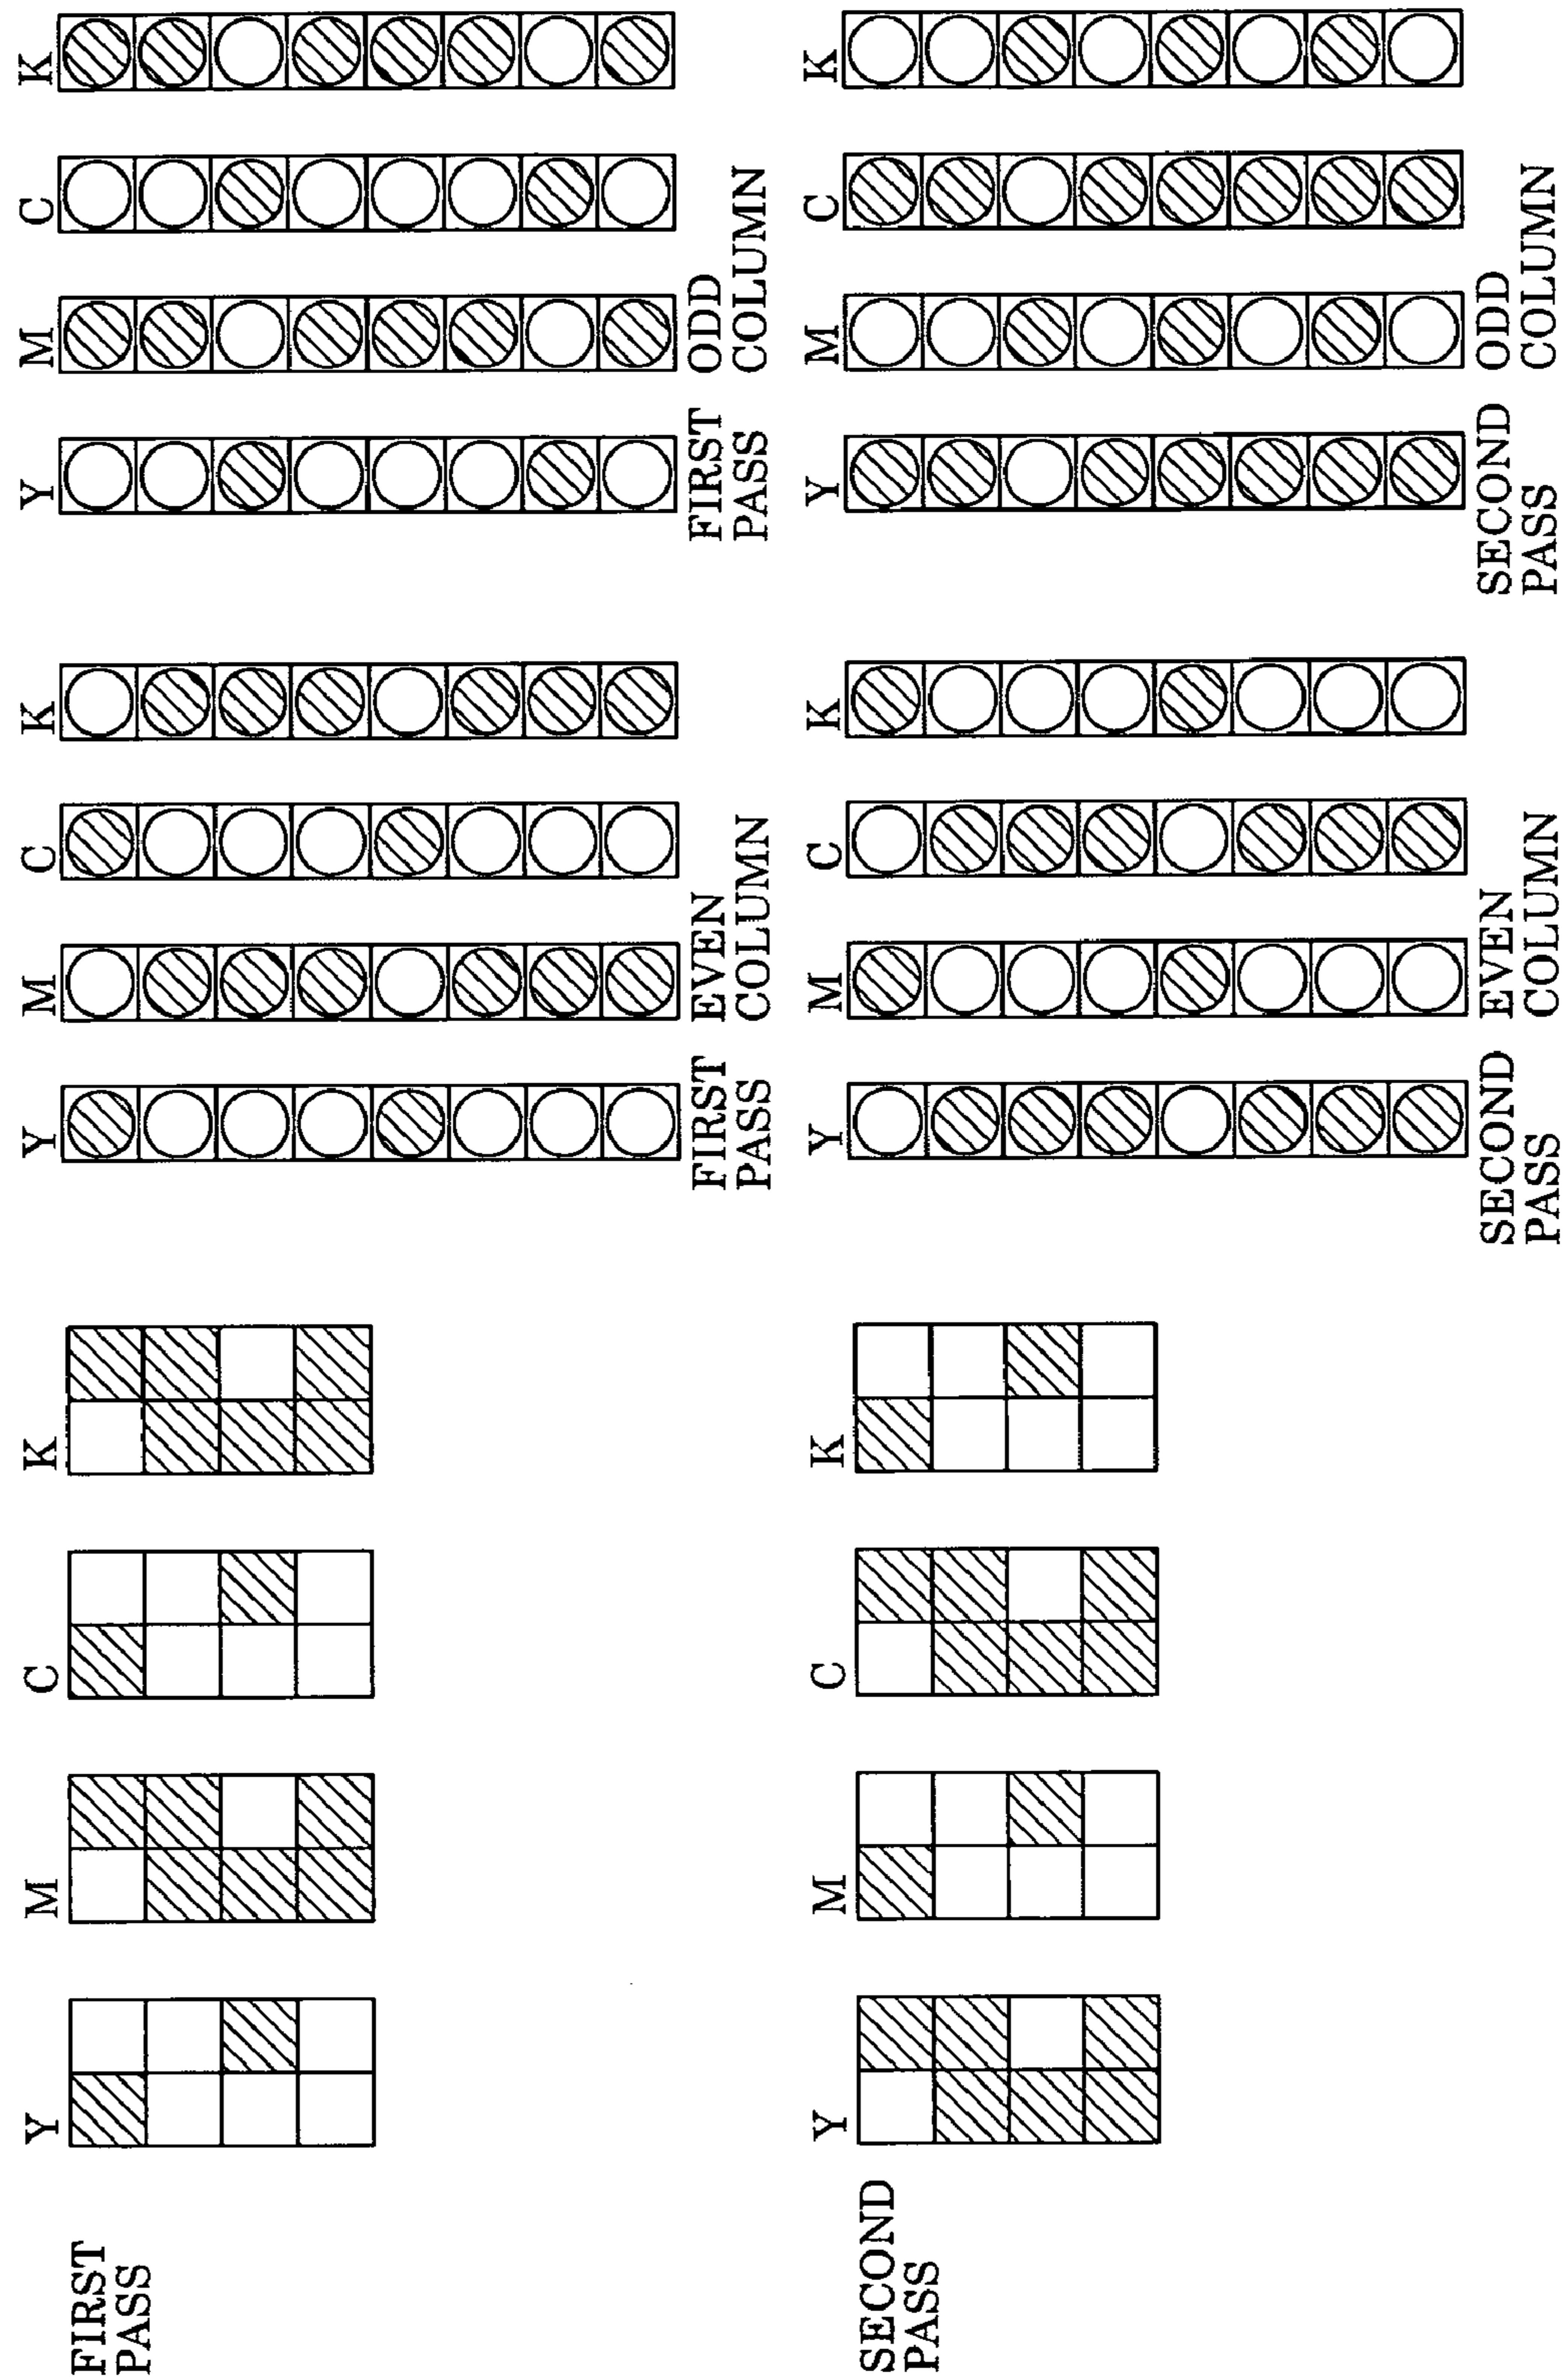 Y M C K Y M C K Y M C K
FIRST
PASS
FIRST EVEN FIRST ODD
PASS COLUMN PASS COLUMN
Y M C K Y M C K Y M C K
SECOND
PASS
SECOND EVEN SECOND ODD
PASS COLUMN PASS COLUMN